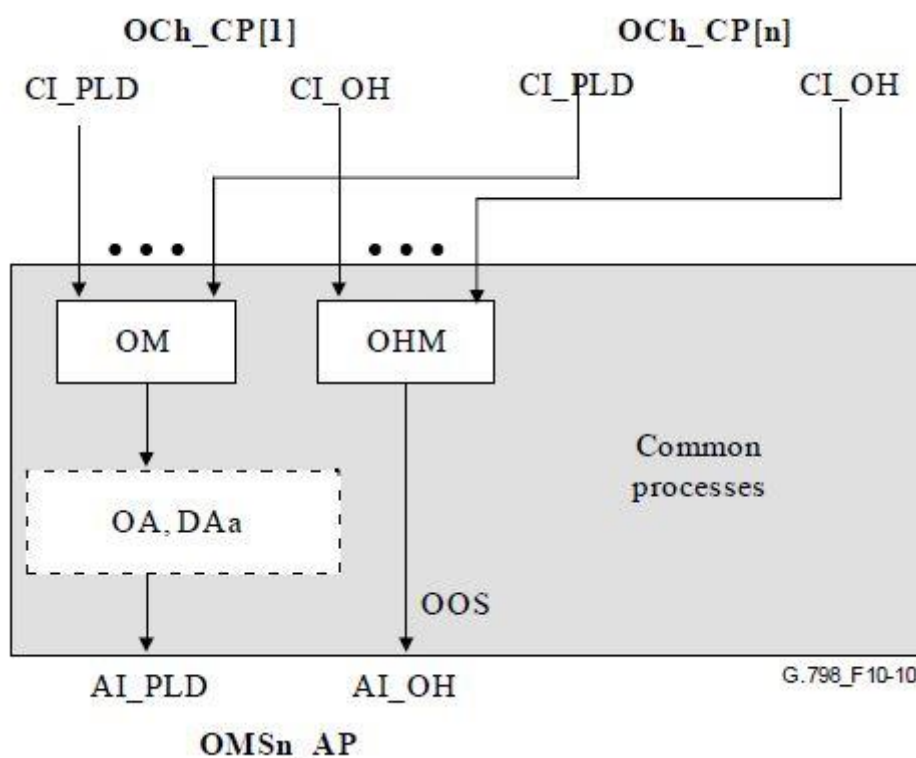 OCh_CP[1] OCh_CP[n]
CI_PLD CI_OH CI_PLD CI_OH
OM OHM
Common
processes
OA, DAa
OOS
AI_PLD AI_OH
G.798_F10-10
OMSn_AP